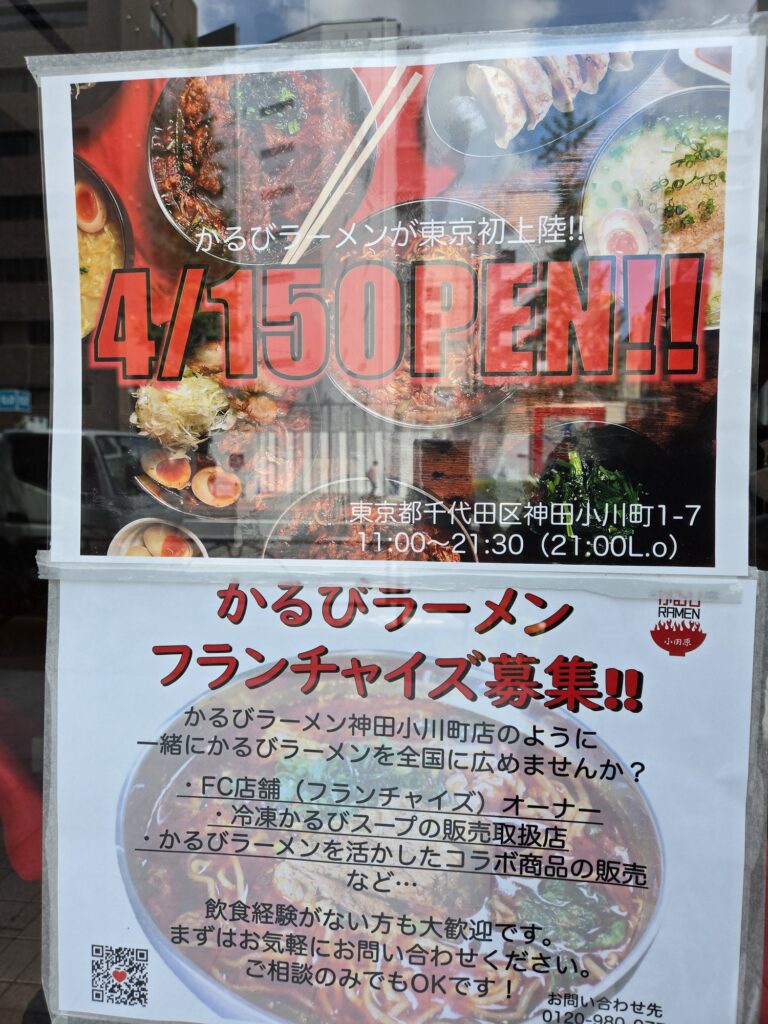 かるびラーメンが東京初上陸!!
4/15OPEN!!
東京都千代田区神田小川町1-7
11:00～21:30（21:00L.o）
かるびラーメン
フランチャイズ募集!!
RAMEN
小田原
かるびラーメン神田小川町店のように
一緒にかるびラーメンを全国に広めませんか？
・FC店舗（フランチャイズ）オーナー
・冷凍かるびスープの販売取扱店
・かるびラーメンを活かしたコラボ商品の販売
など…
飲食経験がない方も大歓迎です。
まずはお気軽にお問い合わせください。
ご相談のみでもOKです！
お問い合わせ先
0120-980-